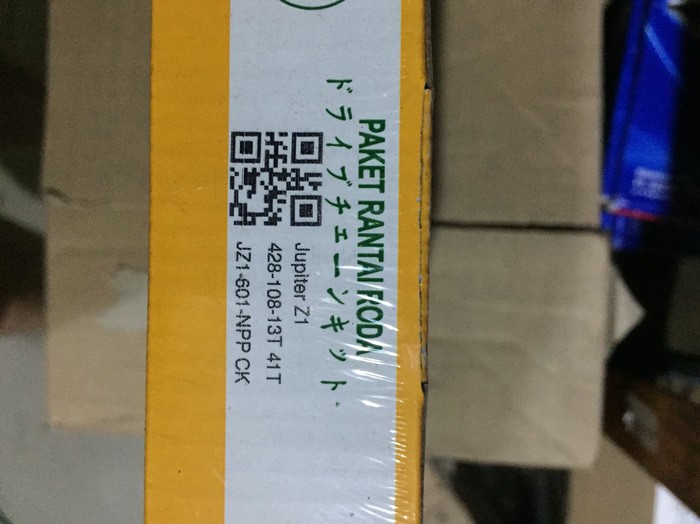 PAKET RANTAI RODA
ドライブチェーンキット
Jupiter Z1
428-108-13T 41T
JZ1-601-NPP CK